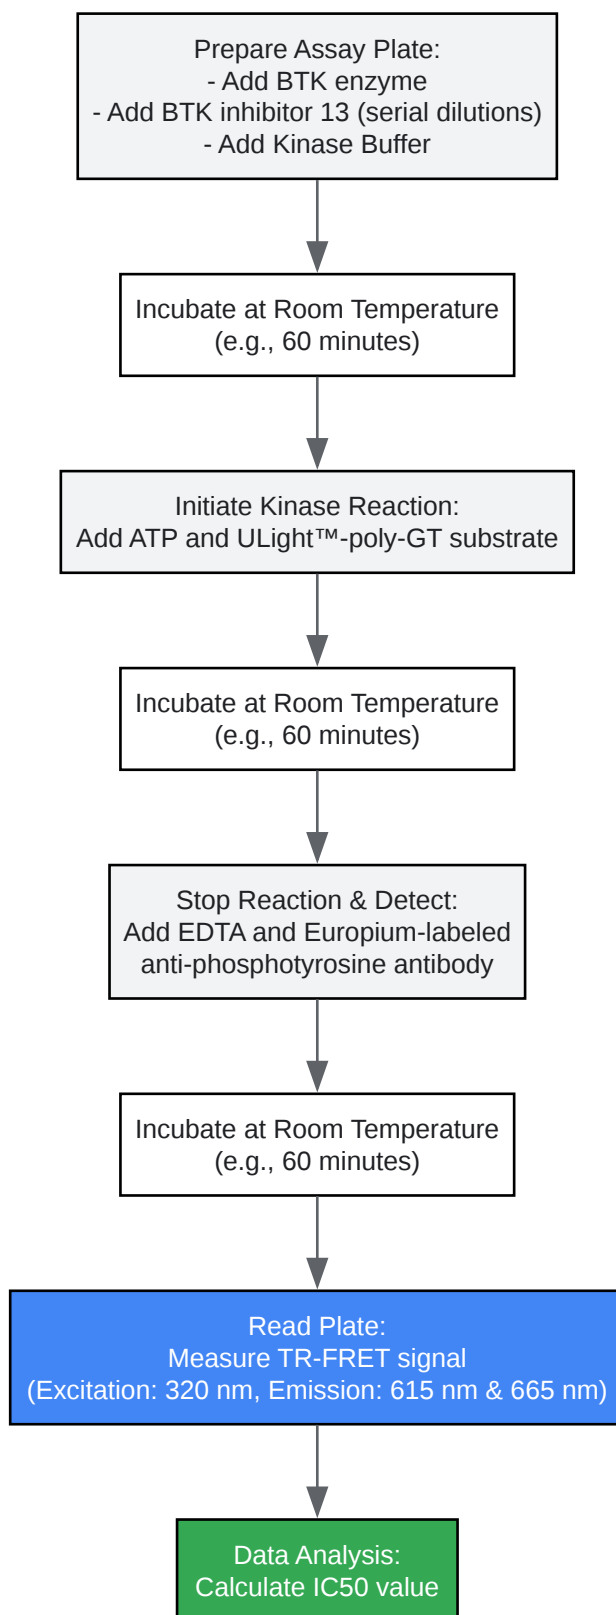 Prepare Assay Plate:
- Add BTK enzyme
- Add BTK inhibitor 13 (serial dilutions)
- Add Kinase Buffer
Incubate at Room Temperature
(e.g., 60 minutes)
Initiate Kinase Reaction:
Add ATP and ULight™-poly-GT substrate
Incubate at Room Temperature
(e.g., 60 minutes)
Stop Reaction & Detect:
Add EDTA and Europium-labeled
anti-phosphotyrosine antibody
Incubate at Room Temperature
(e.g., 60 minutes)
Read Plate:
Measure TR-FRET signal
(Excitation: 320 nm, Emission: 615 nm & 665 nm)
Data Analysis:
Calculate IC50 value